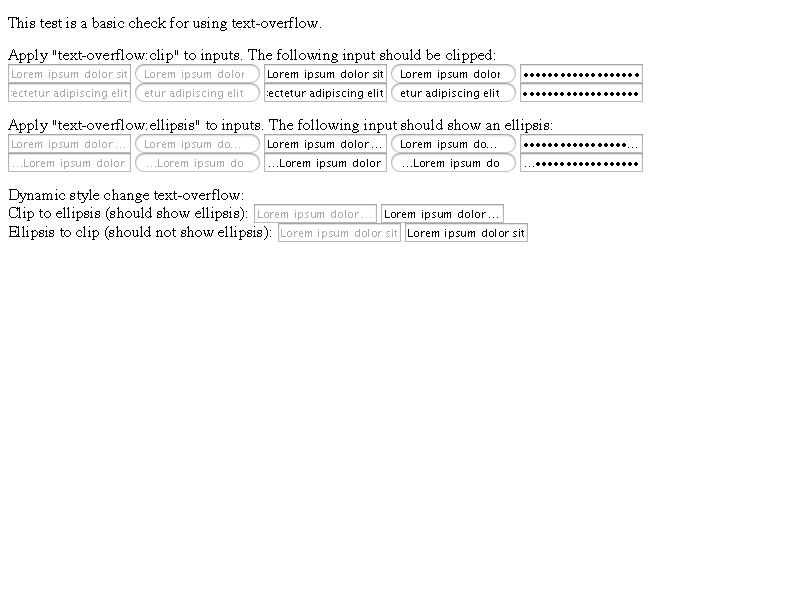 This test is a basic check for using text-overflow.
Apply "text-overflow:clip" to inputs. The following input should be clipped:
Lorem ipsum dolor sit Lorem ipsum dolor Lorem ipsum dolor sit Lorem ipsum dolor •••••••••••••••••••
ectetur adipiscing elit etur adipiscing elit ectetur adipiscing elit etur adipiscing elit •••••••••••••••••••
Apply "text-overflow:ellipsis" to inputs. The following input should show an ellipsis:
Lorem ipsum dolor... Lorem ipsum do... Lorem ipsum dolor... Lorem ipsum do... •••••••••••••••••...
...Lorem ipsum dolor ...Lorem ipsum do ...Lorem ipsum dolor ...Lorem ipsum do ...•••••••••••••••••
Dynamic style change text-overflow:
Clip to ellipsis (should show ellipsis): Lorem ipsum dolor... Lorem ipsum dolor...
Ellipsis to clip (should not show ellipsis): Lorem ipsum dolor sit Lorem ipsum dolor sit